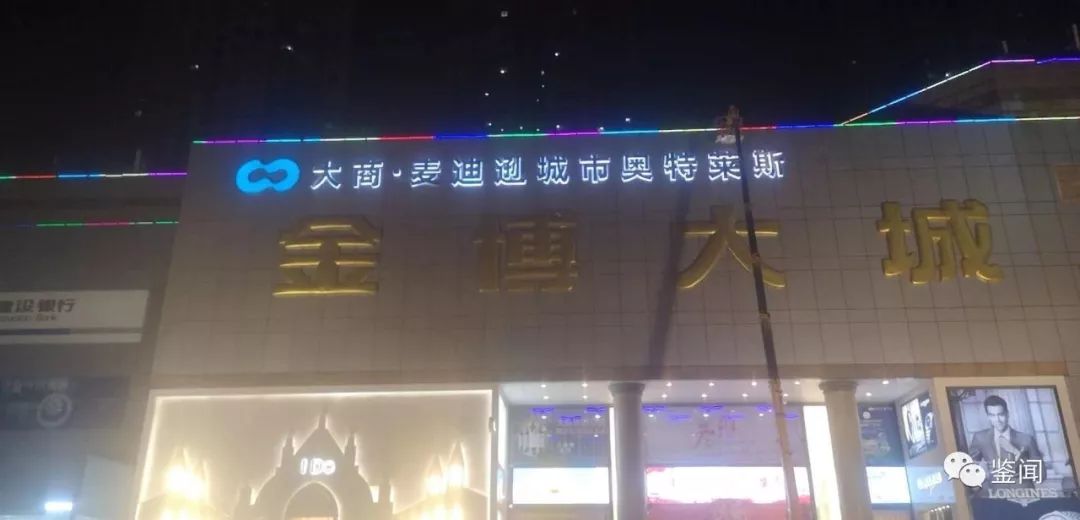 大商·麦迪逊城市奥特莱斯
金博大城
建设银行
I Do
LONGINES
鉴闻